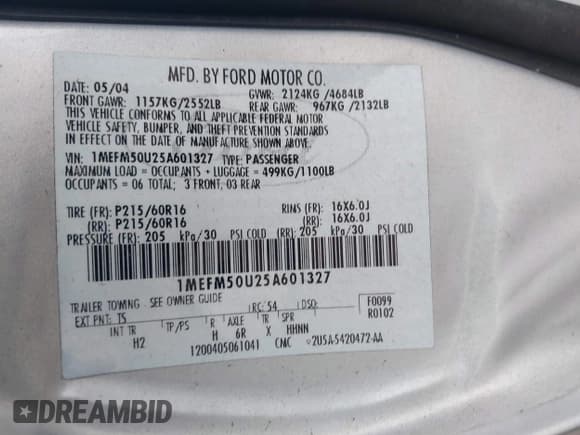 MFD. BY FORD MOTOR CO.
DATE: 05/04 GVWR: 2124KG /4684LB
FRONT GAWR: 1157KG/2552LB REAR GAWR: 967KG /2132LB
THIS VEHICLE CONFORMS TO ALL APPLICABLE FEDERAL MOTOR
VEHICLE SAFETY, BUMPER, AND THEFT PREVENTION STANDARDS
IN EFFECT ON THE DATE OF MANUFACTURE SHOWN ABOVE.
VIN: 1MEFM50U25A601327 TYPE: PASSENGER
MAXIMUM LOAD = OCCUPANTS + LUGGAGE = 499KG/1100LB
OCCUPANTS = 06 TOTAL; 3 FRONT, 03 REAR
TIRE (FR): P215/60R16 RIMS (FR): 16X6.0J
(RR): P215/60R16 (RR): 16X6.0J
PRESSURE (FR): 205 kPa/30 PSI COLD (RR): 205 kPa/30 PSI COLD
1MEFM50U25A601327
TRAILER TOWING - SEE OWNER GUIDE
EXT PNT: TS RC: 54 DSO: F0099
R0102
INT TR TP/PS R AXLE TR SPR
H2 H 6R X HHNN
1200405061041 CMC 2U5A-5420472-AA
DREAMBID